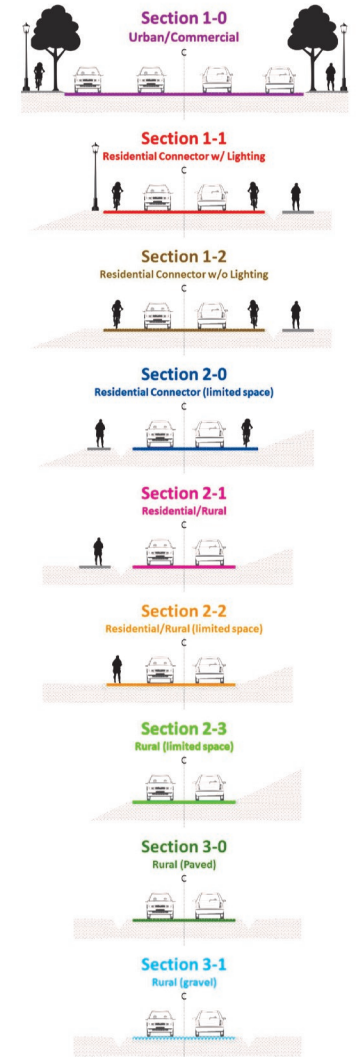 Section 1-0
Urban/Commercial
C
Section 1-1
Residential Connector w/ Lighting
C
Section 1-2
Residential Connector w/o Lighting
C
Section 2-0
Residential Connector (limited space)
C
Section 2-1
Residential/Rural
C
Section 2-2
Residential/Rural (limited space)
C
Section 2-3
Rural (limited space)
C
Section 3-0
Rural (Paved)
C
Section 3-1
Rural (gravel)
C